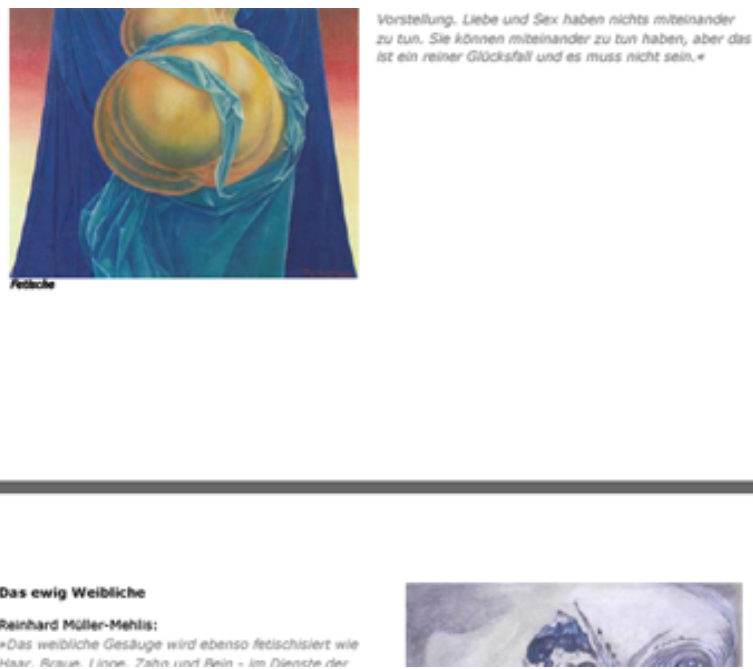 Vorstellung. Liebe und Sex haben nichts miteinander
zu tun. Sie können miteinander zu tun haben, aber das
ist ein reiner Glücksfall und es muss nicht sein.«
Fetische
Das ewig Weibliche
Reinhard Müller-Mehlis:
»Das weibliche Gesäuge wird ebenso fetischisiert wie
Haar, Braue, Lippe, Zahn und Bein - im Dienste der